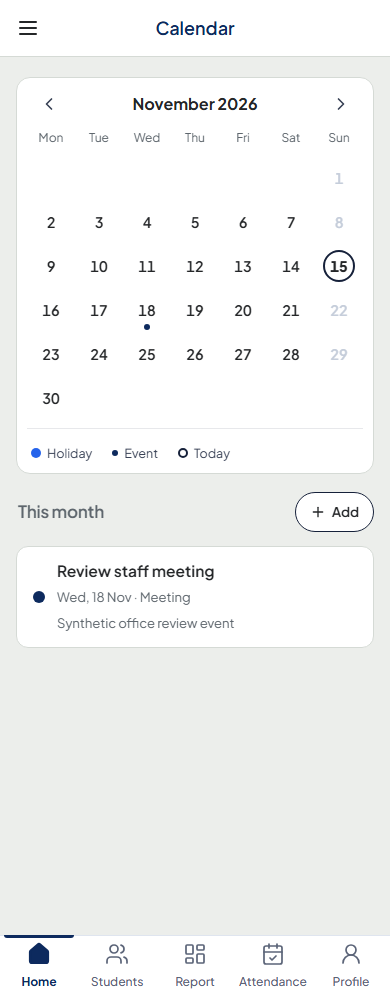 Calendar
November 2026
Mon Tue Wed Thu Fri Sat Sun
1
2 3 4 5 6 7 8
9 10 11 12 13 14 15
16 17 18 19 20 21 22
23 24 25 26 27 28 29
30
Holiday Event Today
This month + Add
Review staff meeting
Wed, 18 Nov · Meeting
Synthetic office review event
Home Students Report Attendance Profile